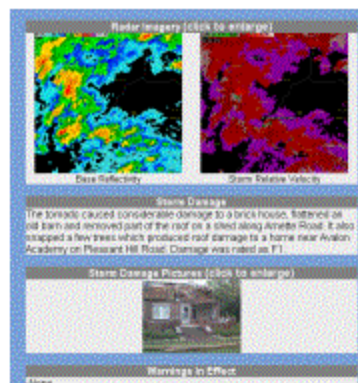 Radar Imagery (click to enlarge)
Base Reflectivity
Storm Relative Velocity
Storm Damage
The tornado caused considerable damage to a brick house, flattened an
old barn and removed part of the roof on a shed along Arnette Road. It also
snapped a few trees which produced roof damage to a home near Avalon
Academy on Pleasant Hill Road. Damage was rated as F1.
Storm Damage Pictures (click to enlarge)
Warnings in Effect
None